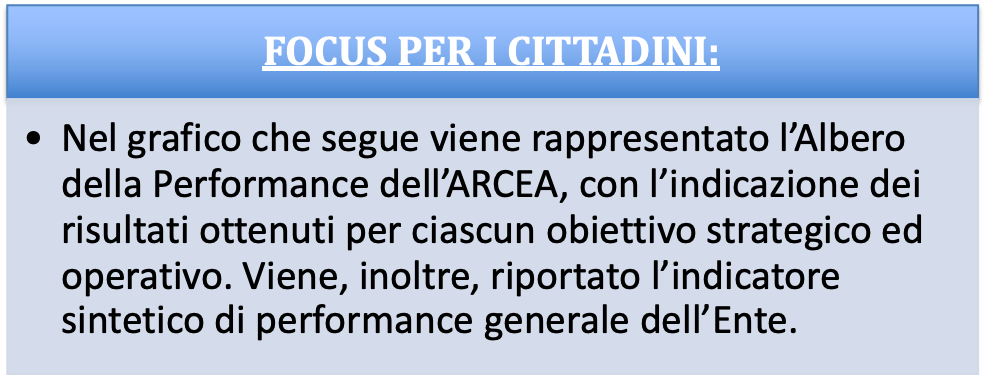 FOCUS PER I CITTADINI:
• Nel grafico che segue viene rappresentato l’Albero
della Performance dell’ARCEA, con l’indicazione dei
risultati ottenuti per ciascun obiettivo strategico ed
operativo. Viene, inoltre, riportato l’indicatore
sintetico di performance generale dell’Ente.